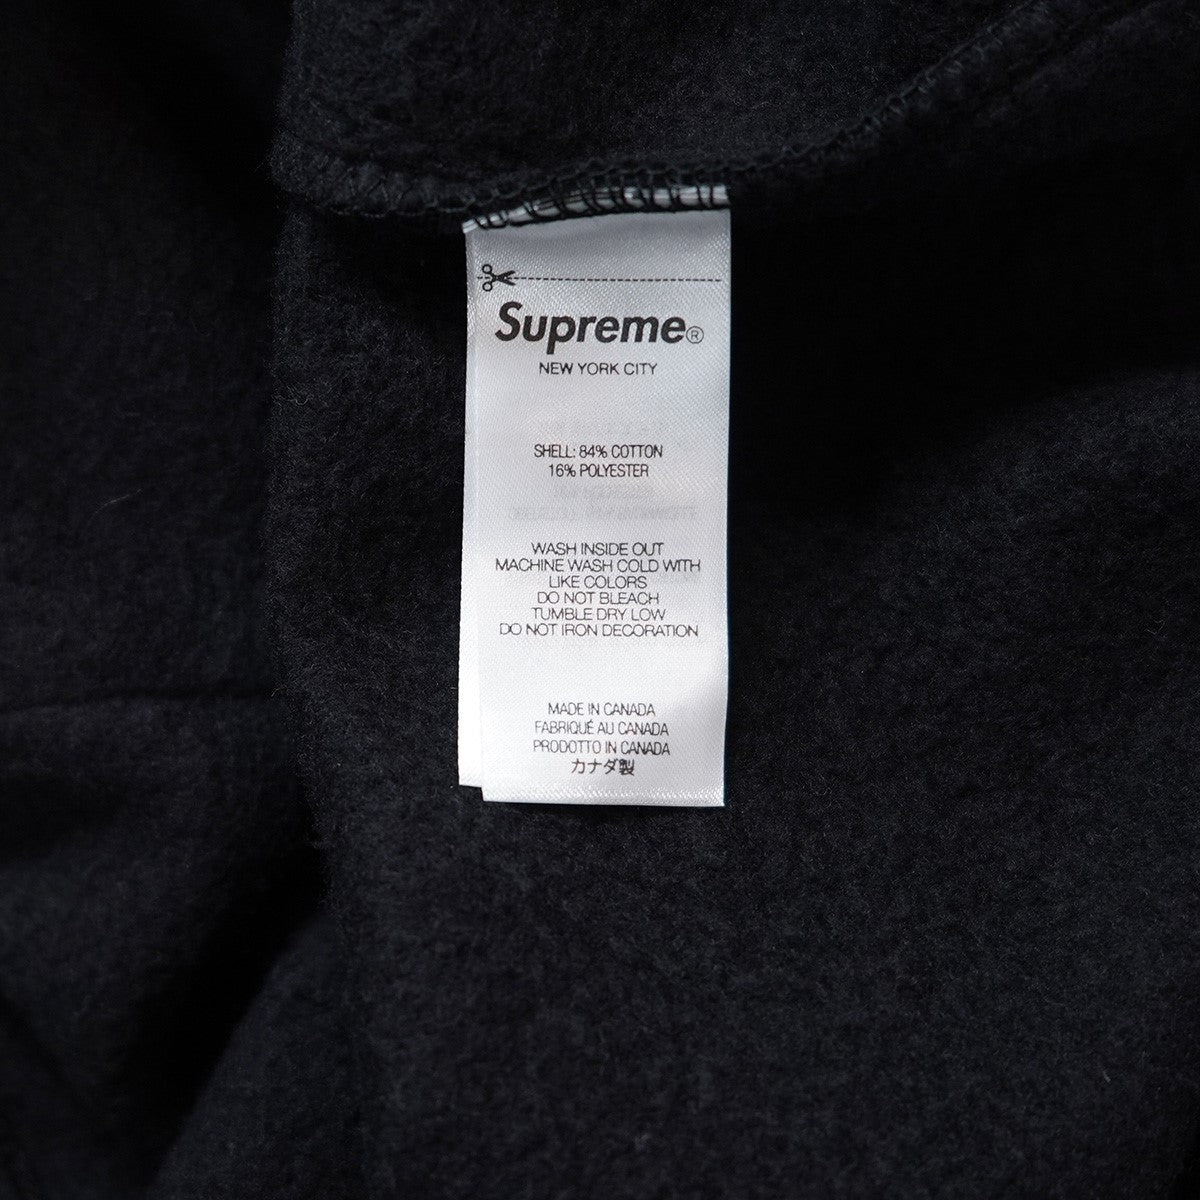 Supreme®
NEW YORK CITY
SHELL: 84% COTTON
16% POLYESTER
WASH INSIDE OUT
MACHINE WASH COLD WITH
LIKE COLORS
DO NOT BLEACH
TUMBLE DRY LOW
DO NOT IRON DECORATION
MADE IN CANADA
FABRIQUÉ AU CANADA
PRODOTTO IN CANADA
カナダ製